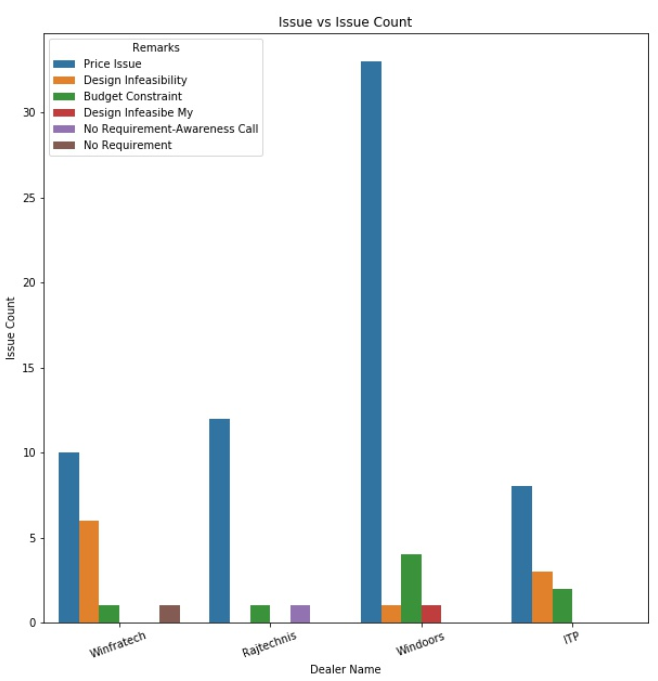 Issue vs Issue Count
Remarks
Price Issue
Design Infeasibility
Budget Constraint
Design Infeasibe My
No Requirement-Awareness Call
No Requirement
Issue Count
30
25
20
15
10
5
0
Winfratech
Rajtechnis
Windoors
ITP
Dealer Name